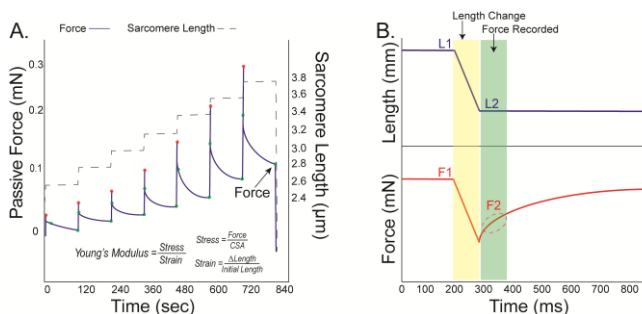 A.
Force
Sarcomere Length
Passive Force (mN)
0.3
0.2
0.1
0
Sarcomere Length (µm)
3.8
3.6
3.4
3.2
3.0
2.8
2.6
2.4
Force
Young's Modulus = Stress/Strain
Stress = Force/CSA
Strain = ΔLength/Initial Length
0 120 240 360 480 600 720 840
Time (sec)
B.
Length Change
Force Recorded
Length (mm)
L1
L2
Force (mN)
F1
F2
0 100 200 300 400 500 600 700 800
Time (ms)